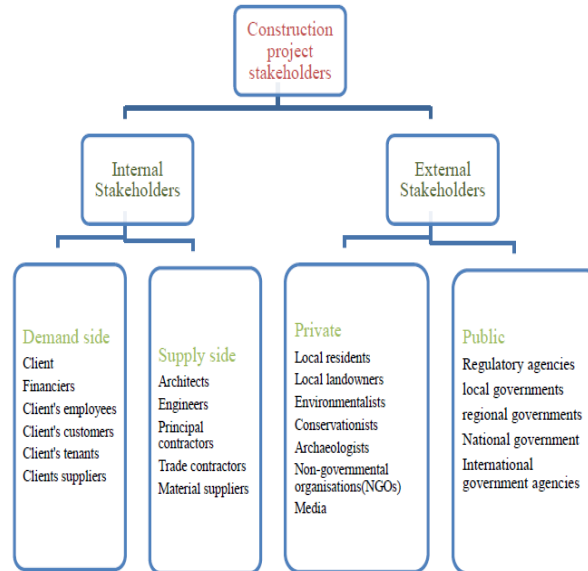 Construction
project
stakeholders
Internal
Stakeholders
External
Stakeholders
Demand side
Client
Financiers
Client's employees
Client's customers
Client's tenants
Clients suppliers
Supply side
Architects
Engineers
Principal
contractors
Trade contractors
Material suppliers
Private
Local residents
Local landowners
Environmentalists
Conservationists
Archaeologists
Non-governmental
organisations(NGOs)
Media
Public
Regulatory agencies
local governments
regional governments
National government
International
government agencies